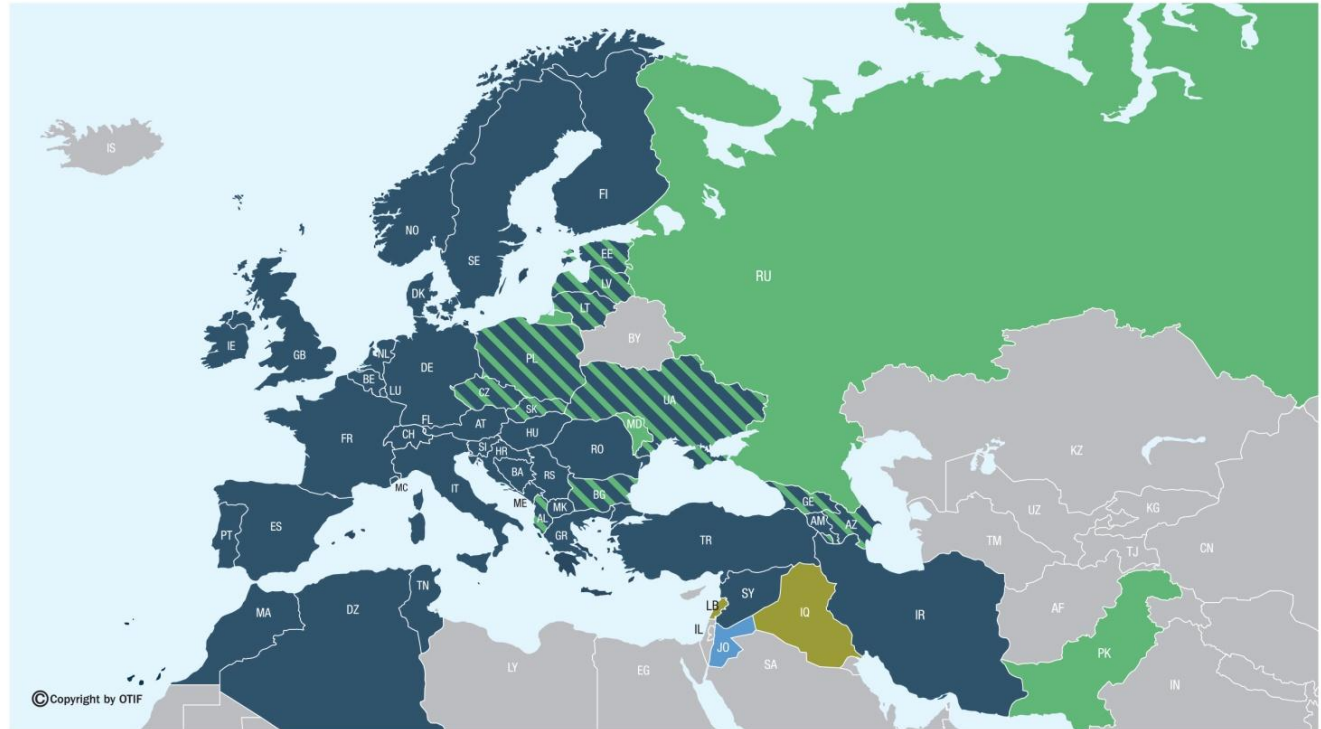 IS
NO
SE
FI
RU
EE
LV
LT
DK
IE
GB
NL
BE
LU
DE
PL
BY
CZ
SK
UA
MD
FL
FR
CH
AT
HU
SI
HR
RO
KZ
MC
IT
BA
RS
ME
MK
BG
AL
GR
PT
ES
TR
GE
AM
AZ
UZ
KG
TM
TJ
CN
MA
DZ
TN
SY
LB
IQ
IR
AF
IL
JO
PK
LY
EG
SA
IN
©Copyright by OTIF